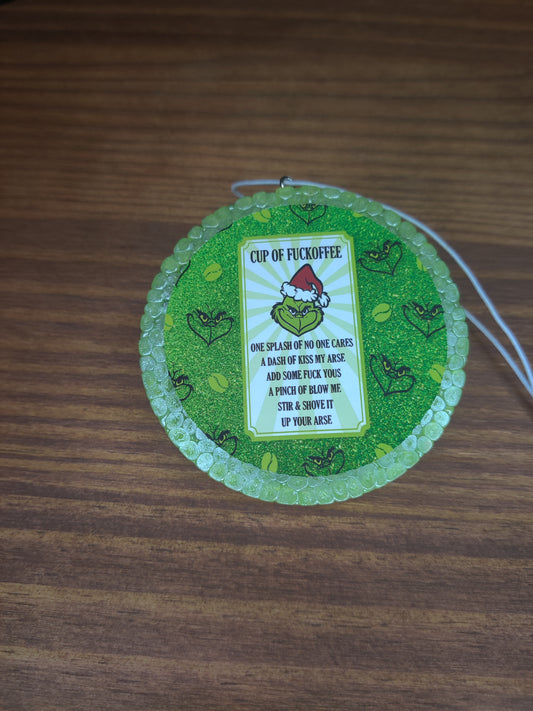 CUP OF FUCKOFFEE
ONE SPLASH OF NO ONE CARES
A DASH OF KISS MY ARSE
ADD SOME FUCK YOUS
A PINCH OF BLOW ME
STIR & SHOVE IT
UP YOUR ARSE